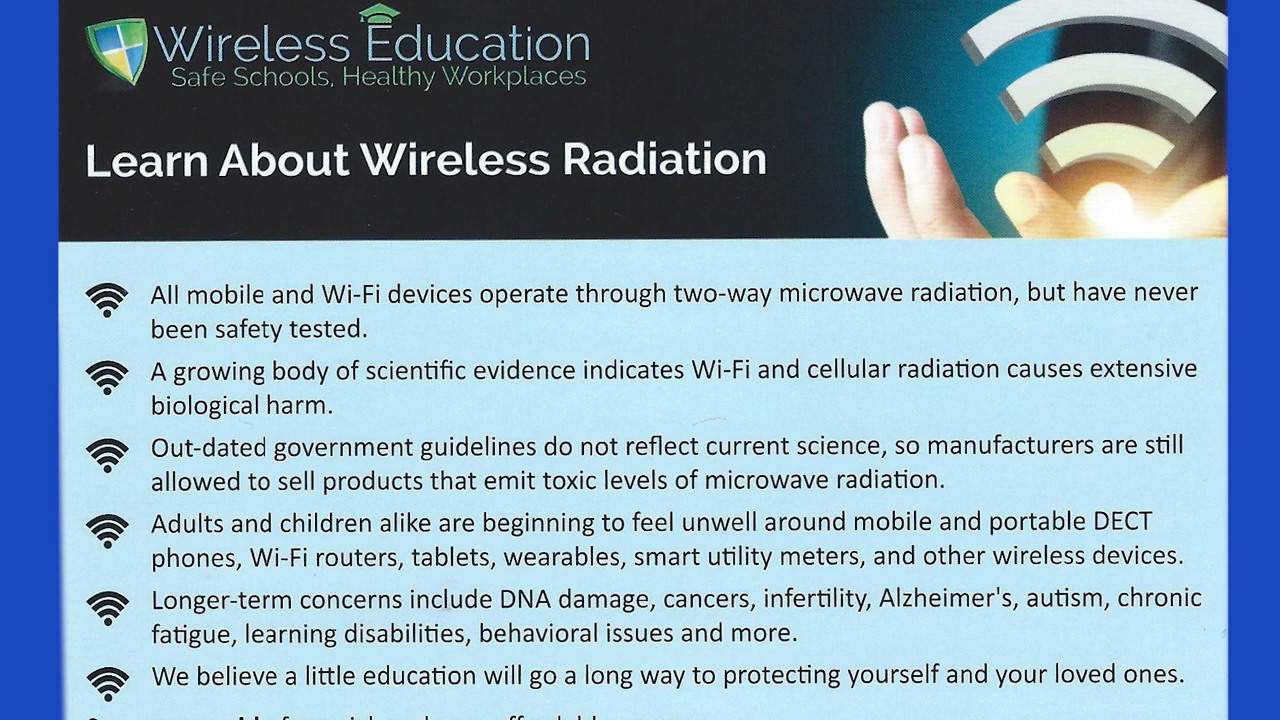 Wireless Education
Safe Schools, Healthy Workplaces
Learn About Wireless Radiation
All mobile and Wi-Fi devices operate through two-way microwave radiation, but have never
been safety tested.
A growing body of scientific evidence indicates Wi-Fi and cellular radiation causes extensive
biological harm.
Out-dated government guidelines do not reflect current science, so manufacturers are still
allowed to sell products that emit toxic levels of microwave radiation.
Adults and children alike are beginning to feel unwell around mobile and portable DECT
phones, Wi-Fi routers, tablets, wearables, smart utility meters, and other wireless devices.
Longer-term concerns include DNA damage, cancers, infertility, Alzheimer's, autism, chronic
fatigue, learning disabilities, behavioral issues and more.
We believe a little education will go a long way to protecting yourself and your loved ones.